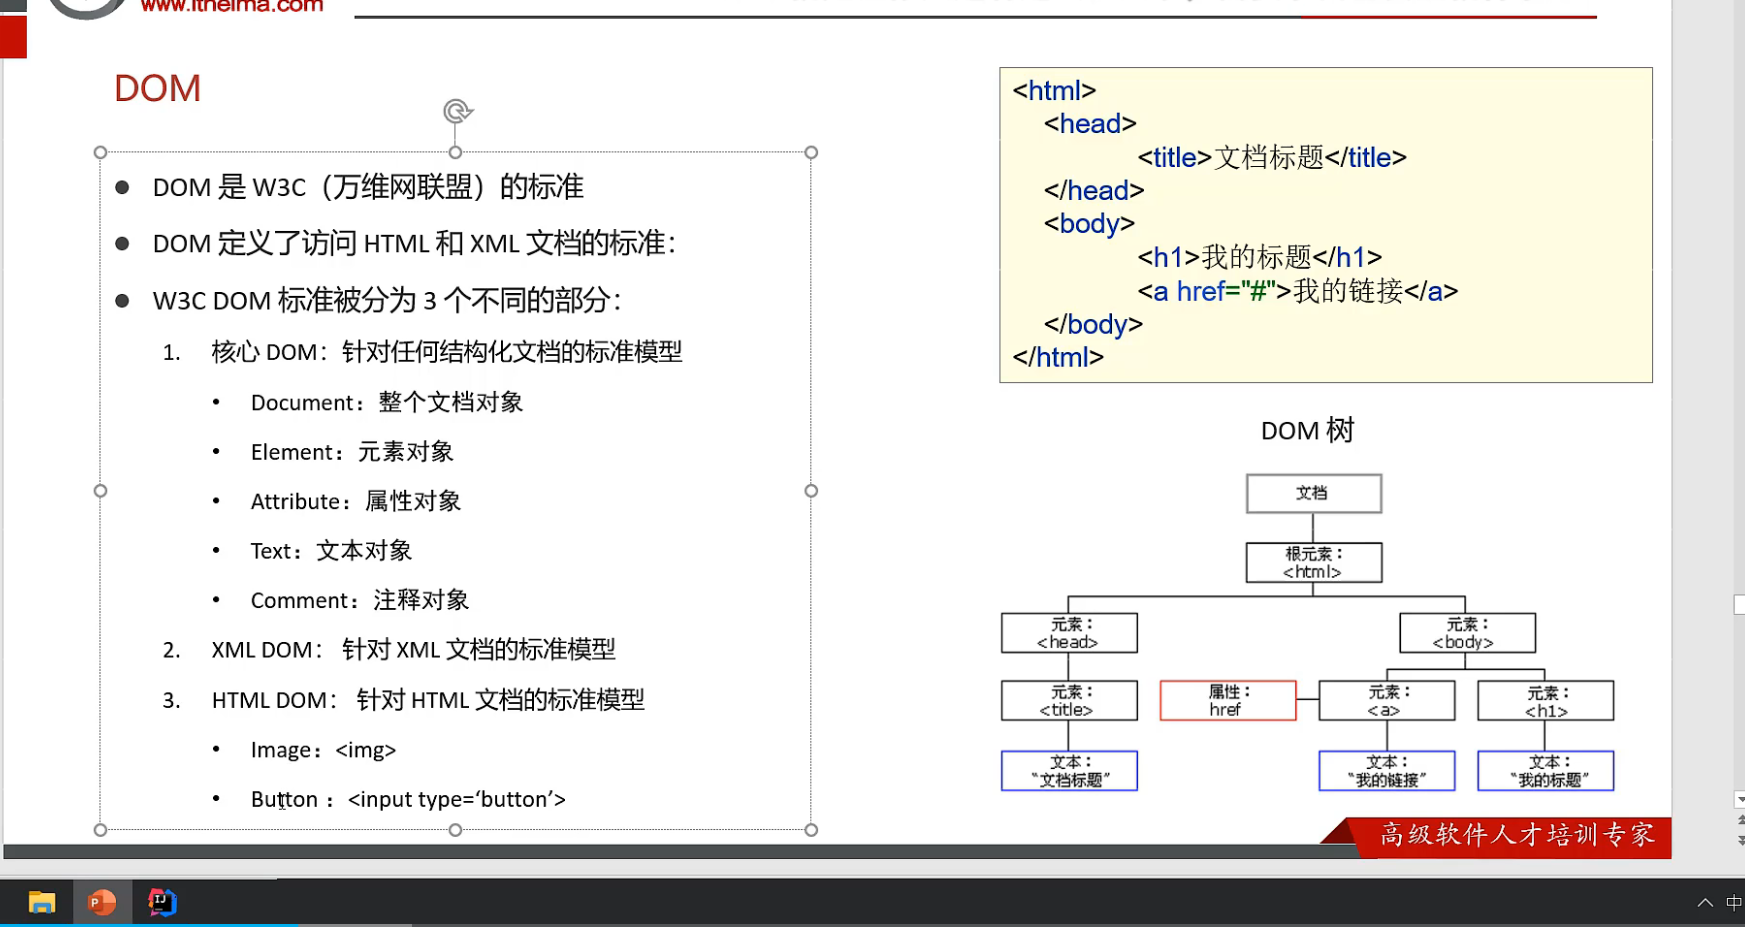 www.itheima.com
DOM
DOM 是 W3C（万维网联盟）的标准
DOM 定义了访问 HTML 和 XML 文档的标准：
W3C DOM 标准被分为 3 个不同的部分：
1. 核心 DOM：针对任何结构化文档的标准模型
• Document：整个文档对象
• Element：元素对象
• Attribute：属性对象
• Text：文本对象
• Comment：注释对象
2. XML DOM： 针对 XML 文档的标准模型
3. HTML DOM： 针对 HTML 文档的标准模型
• Image：<img>
• Button ：<input type=‘button’>
<html>
<head>
<title>文档标题</title>
</head>
<body>
<h1>我的标题</h1>
<a href="#">我的链接</a>
</body>
</html>
DOM 树
文档
根元素：
<html>
元素：
<head>
元素：
<body>
元素：
<title>
属性：
href
元素：
<a>
元素：
<h1>
文本：
“文档标题”
文本：
“我的链接”
文本：
“我的标题”
高级软件人才培训专家
P
IJ
中